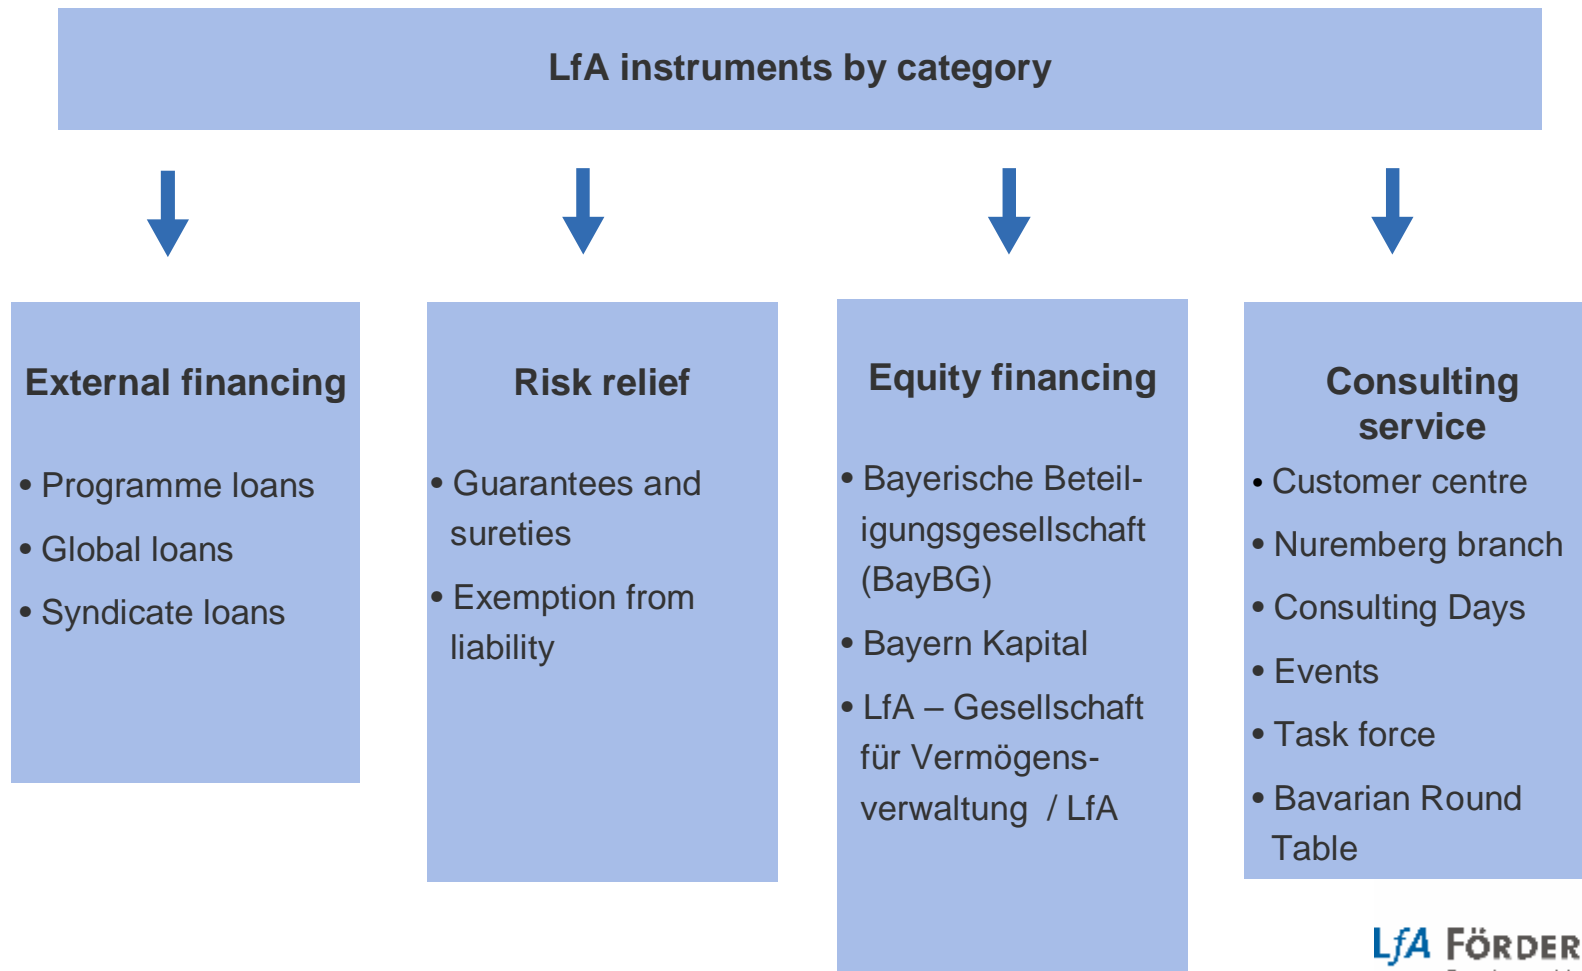 LfA instruments by category
External financing
• Programme loans
• Global loans
• Syndicate loans
Risk relief
• Guarantees and
sureties
• Exemption from
liability
Equity financing
• Bayerische Beteil-
igungsgesellschaft
(BayBG)
• Bayern Kapital
• LfA – Gesellschaft
für Vermögens-
verwaltung / LfA
Consulting
service
• Customer centre
• Nuremberg branch
• Consulting Days
• Events
• Task force
• Bavarian Round
Table
LfA FÖRDER